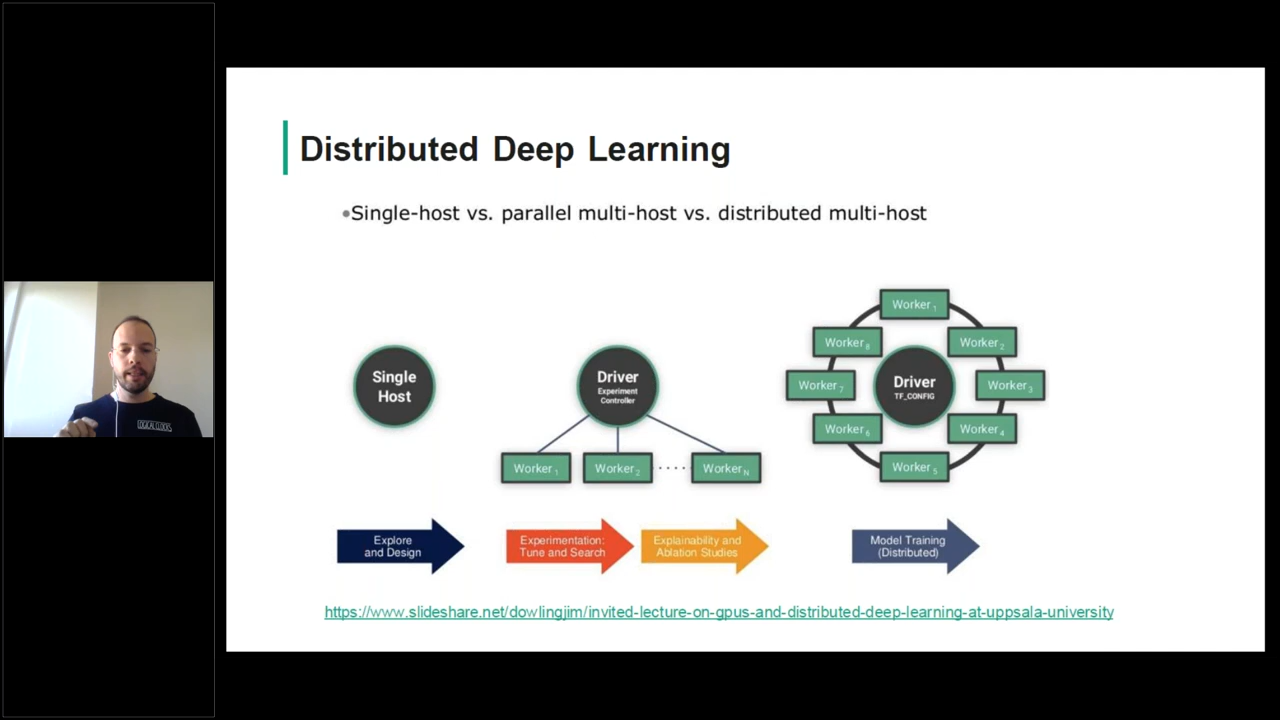 Distributed Deep Learning
•Single-host vs. parallel multi-host vs. distributed multi-host
Single
Host
Driver
Experiment
Controller
Worker 1
Worker 2
Worker N
Driver
TF_CONFIG
Worker 1
Worker 2
Worker 3
Worker 4
Worker 5
Worker 6
Worker 7
Worker 8
Explore
and Design
Experimentation:
Tune and Search
Explainability and
Ablation Studies
Model Training
(Distributed)
https://www.slideshare.net/dowlingjim/invited-lecture-on-gpus-and-distributed-deep-learning-at-uppsala-university
LOGICAL CLOCKS